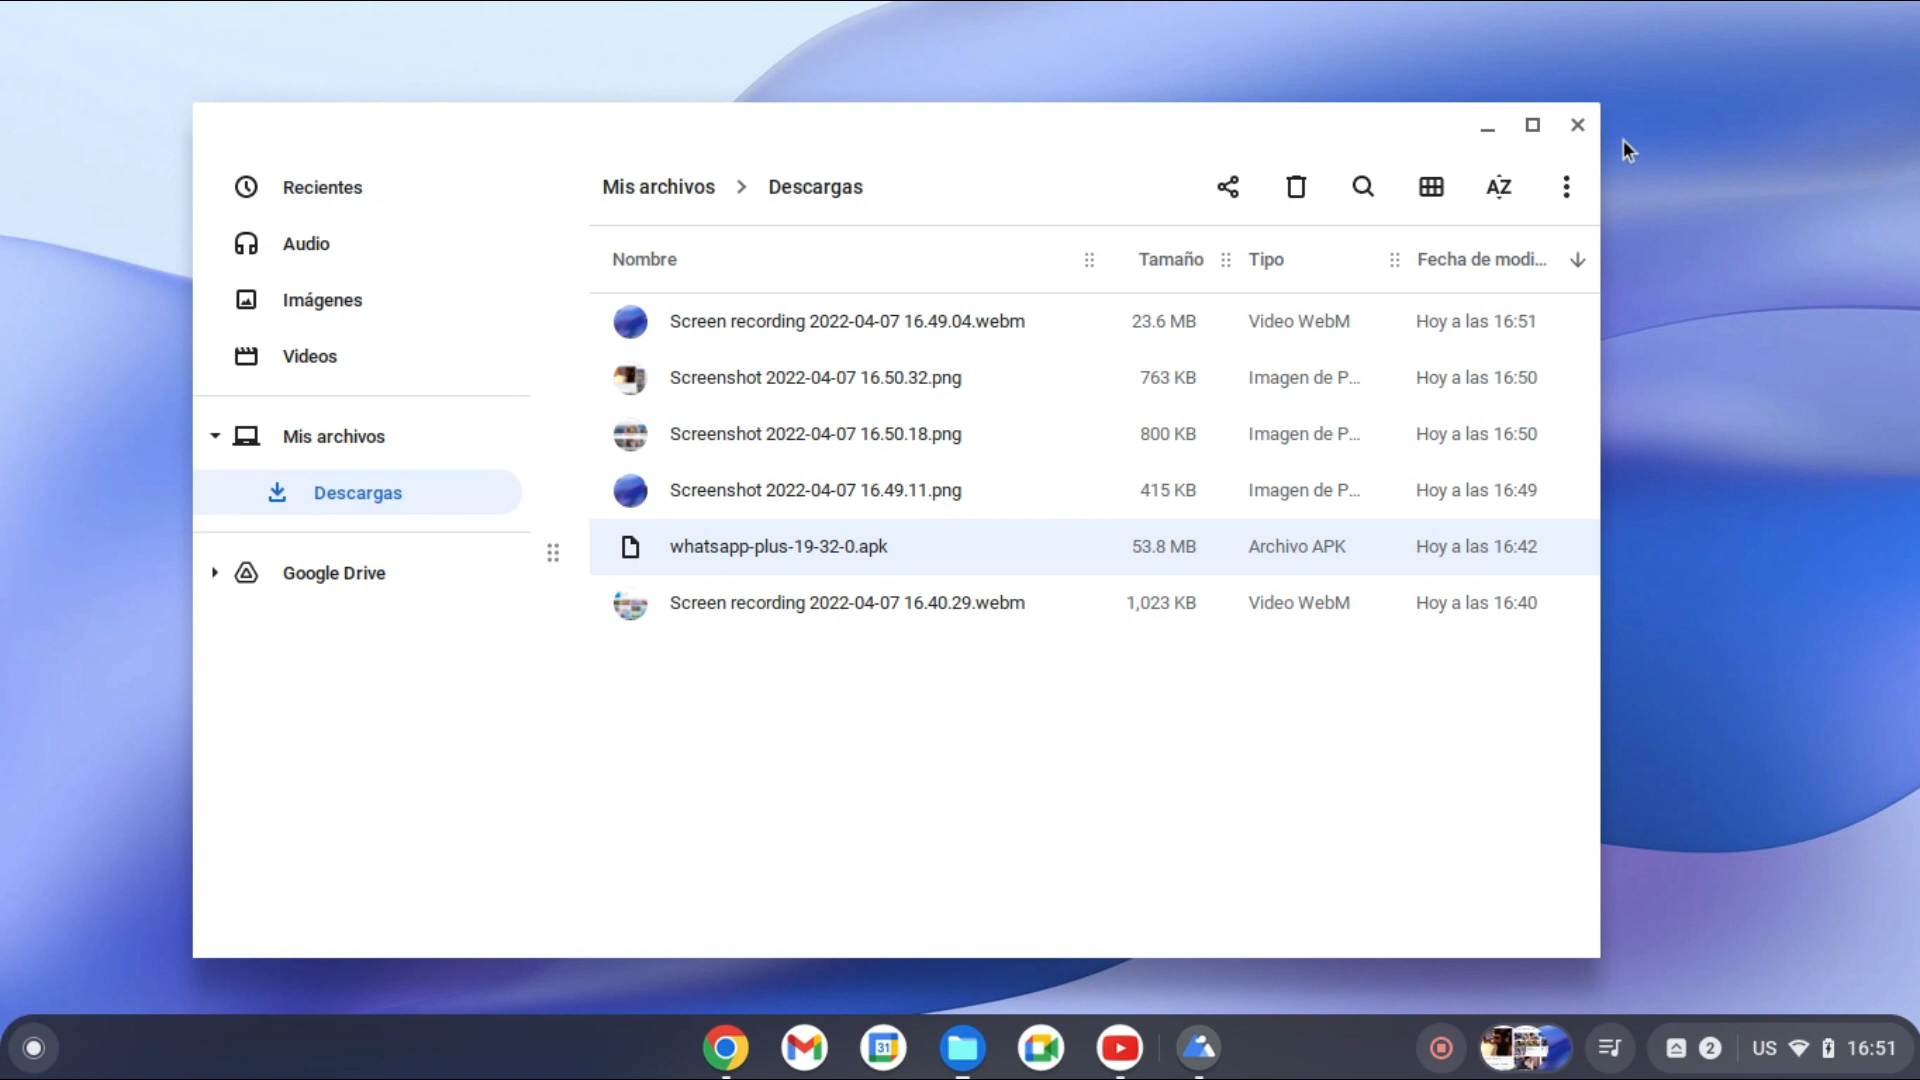 Recientes
Audio
Imágenes
Videos
Mis archivos
Descargas
Google Drive
Mis archivos > Descargas
AZ
Nombre Tamaño Tipo Fecha de modi...
Screen recording 2022-04-07 16.49.04.webm 23.6 MB Video WebM Hoy a las 16:51
Screenshot 2022-04-07 16.50.32.png 763 KB Imagen de P... Hoy a las 16:50
Screenshot 2022-04-07 16.50.18.png 800 KB Imagen de P... Hoy a las 16:50
Screenshot 2022-04-07 16.49.11.png 415 KB Imagen de P... Hoy a las 16:49
whatsapp-plus-19-32-0.apk 53.8 MB Archivo APK Hoy a las 16:42
Screen recording 2022-04-07 16.40.29.webm 1,023 KB Video WebM Hoy a las 16:40
31
2 US 16:51